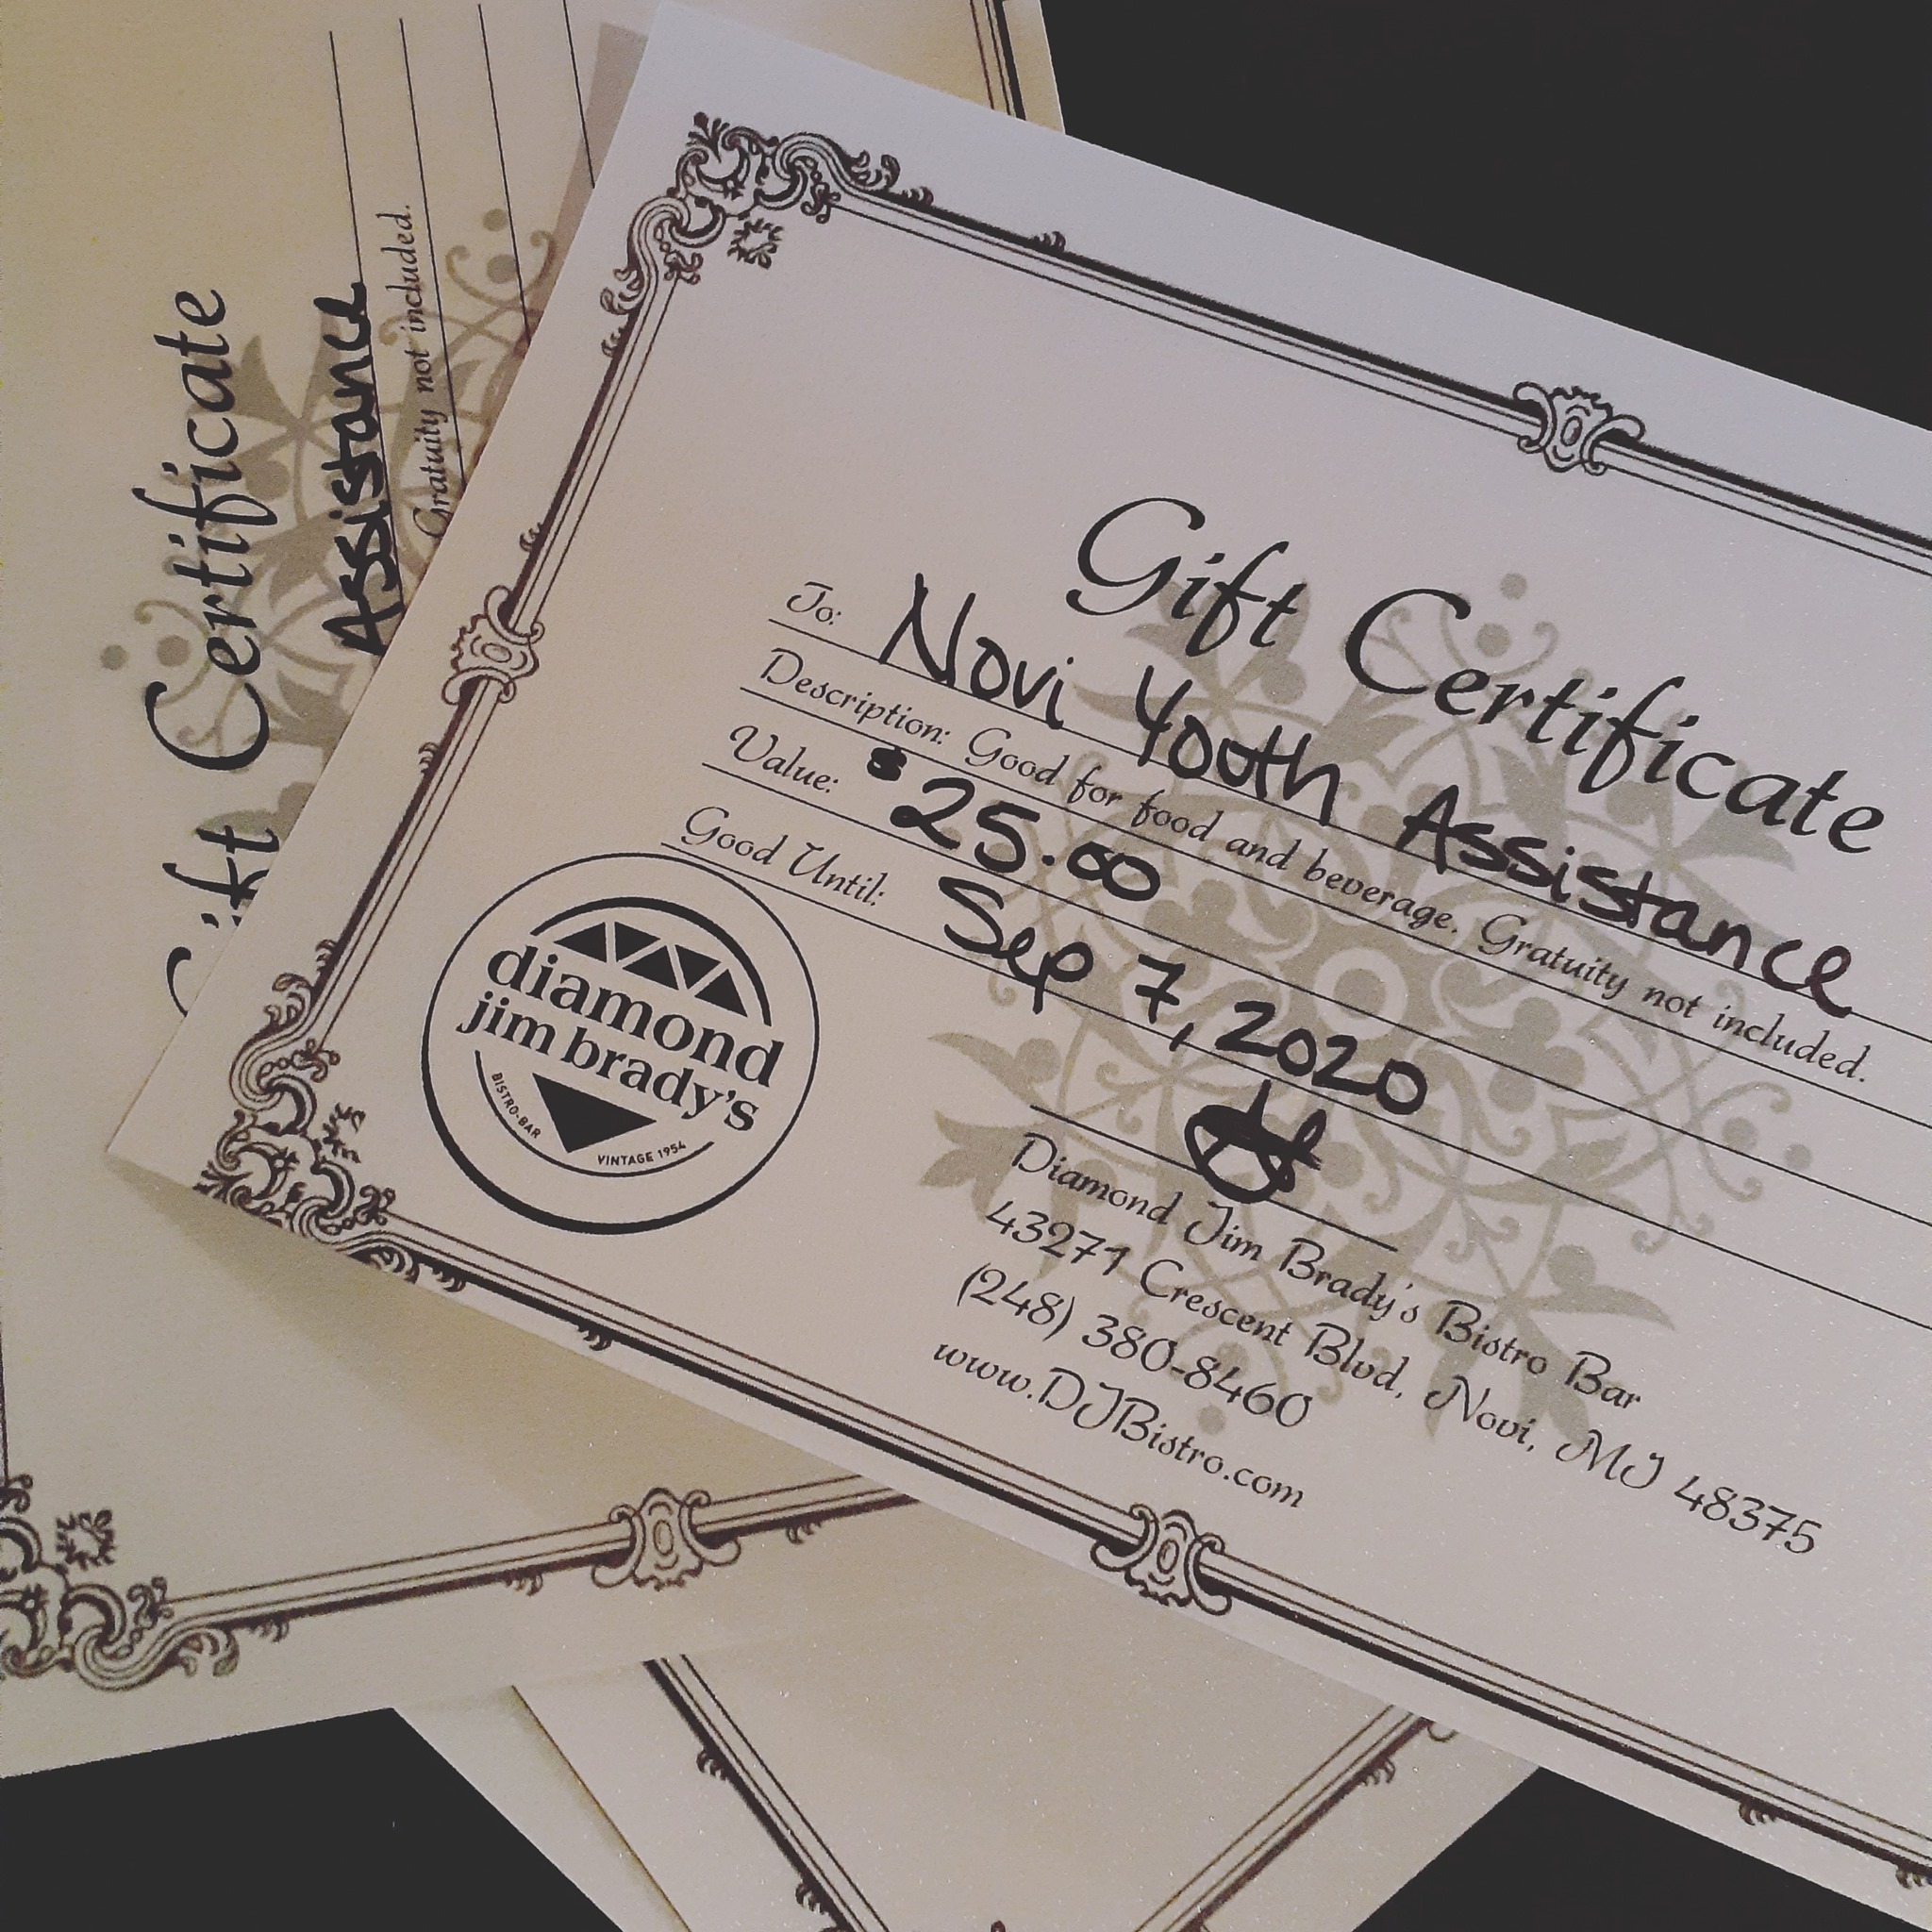 Gift Certificate
To: Novi Youth Assistance
Description: Good for food and beverage. Gratuity not included.
Value: $25.00
Good Until: Sep 7, 2020
diamond
jim brady's
BISTRO·BAR
VINTAGE 1954
Diamond Jim Brady's Bistro Bar
43271 Crescent Blvd, Novi, MI 48375
(248) 380-8460
www.DJBistro.com
Gift Certificate
Assistance
Gratuity not included.